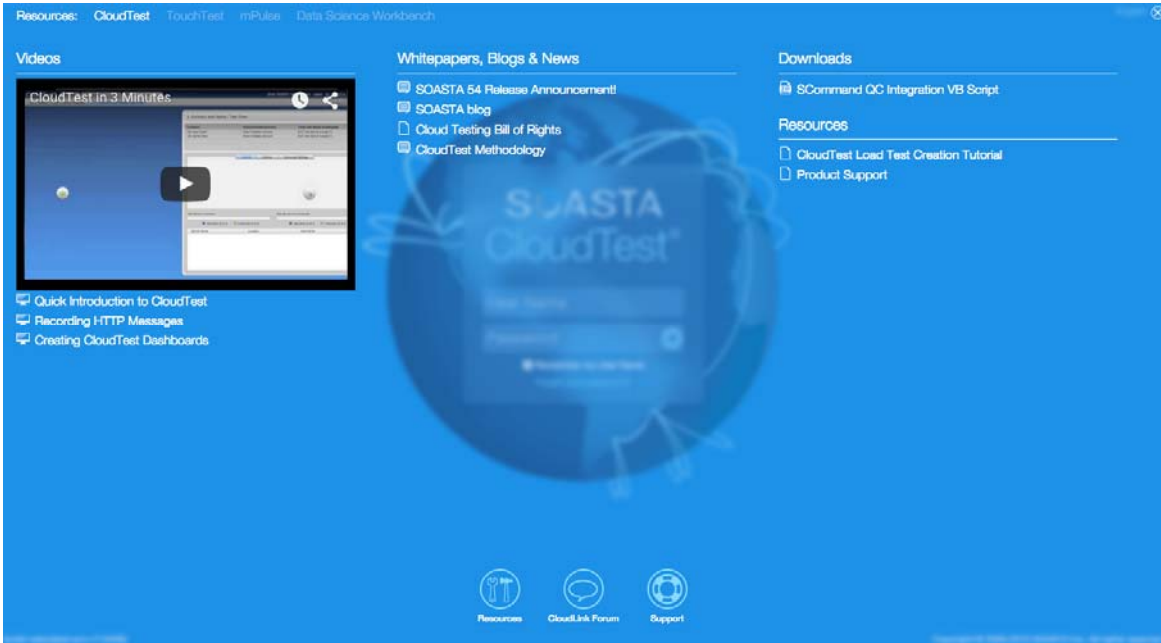 Resources: CloudTest TouchTest mPulse Data Science Workbench
Videos
CloudTest in 3 Minutes
Quick Introduction to CloudTest
Recording HTTP Messages
Creating CloudTest Dashboards
Whitepapers, Blogs & News
SOASTA 54 Release Announcement!
SOASTA blog
Cloud Testing Bill of Rights
CloudTest Methodology
Downloads
SCommand QC Integration VB Script
Resources
CloudTest Load Test Creation Tutorial
Product Support
SOASTA
CloudTest®
User Name
Password
Resources CloudLink Forum Support